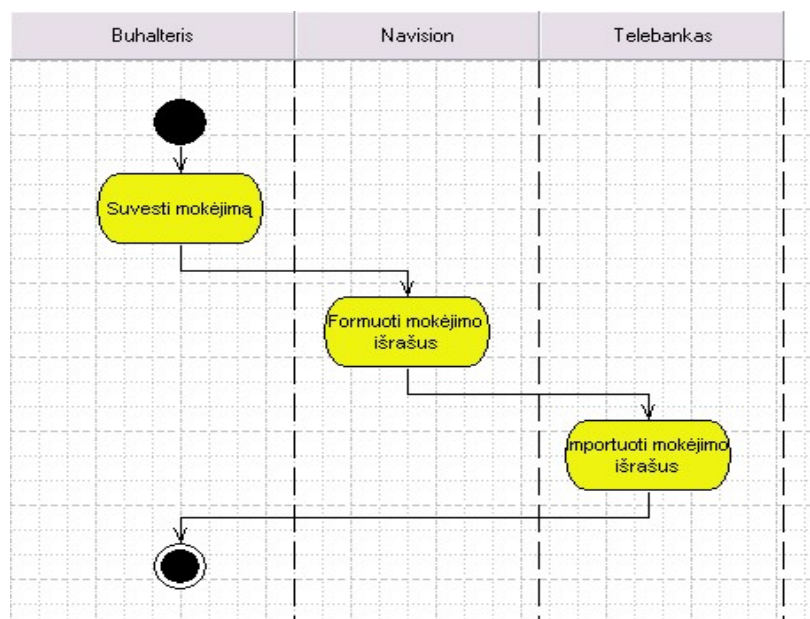 Buhalteris
Navision
Telebankas
Suvesti mokėjimą
Formuoti mokėjimo
išrašus
Importuoti mokėjimo
išrašus